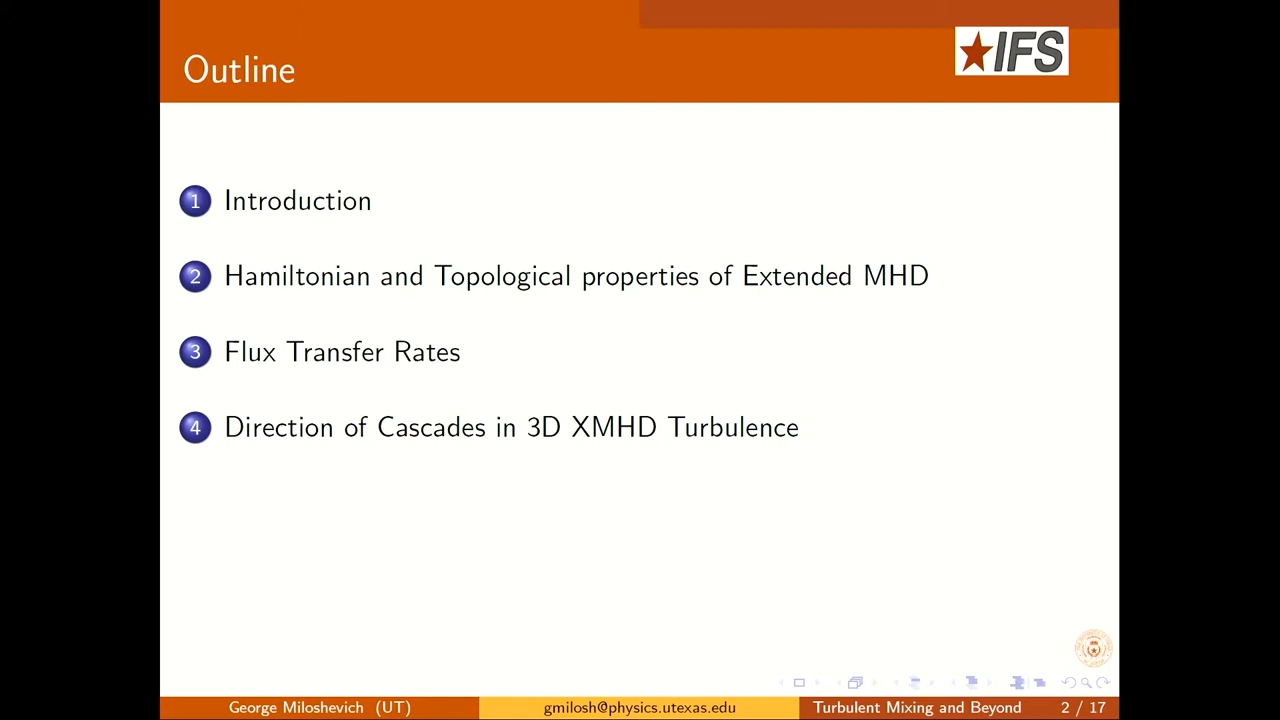 Outline
IFS
1 Introduction
2 Hamiltonian and Topological properties of Extended MHD
3 Flux Transfer Rates
4 Direction of Cascades in 3D XMHD Turbulence
George Miloshevich (UT) gmilosh@physics.utexas.edu Turbulent Mixing and Beyond 2 / 17